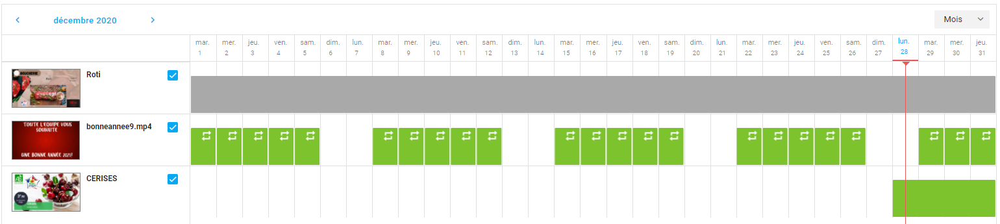 décembre 2020
Mois
mar. mer. jeu. ven. sam. dim. lun. mar. mer. jeu. ven. sam. dim. lun. mar. mer. jeu. ven. sam. dim. lun. mar. mer. jeu. ven. sam. dim. lun. mar. mer. jeu.
1 2 3 4 5 6 7 8 9 10 11 12 13 14 15 16 17 18 19 20 21 22 23 24 25 26 27 28 29 30 31
BOUCHERIE
Roti
TOUTE L'EQUIPE VOUS
SOUHAITE
UNE BONNE ANNÉE 2021!
bonneannee9.mp4
AB
CERISES